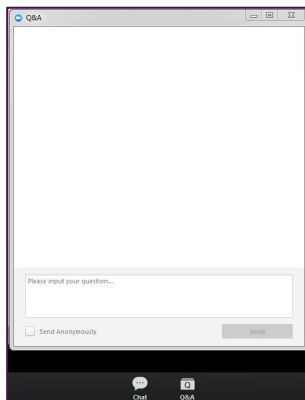 Q&A
Please input your question...
Send Anonymously
Send
Q
Chat
Q&A